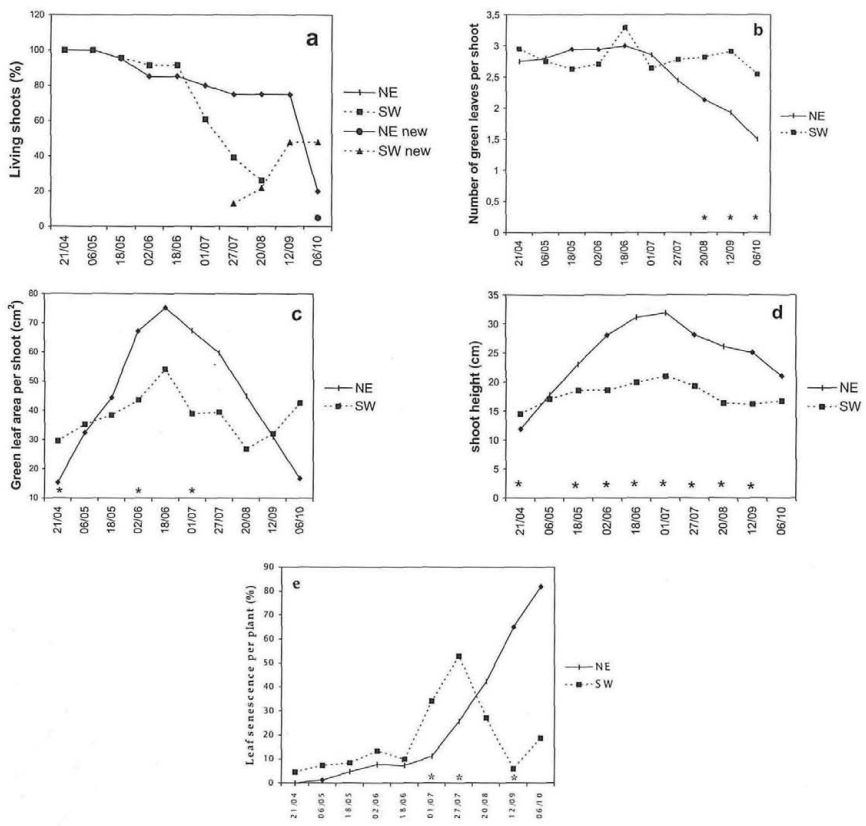 a
Living shoots (%)
120
100
80
60
40
20
0
21/04 06/05 18/05 02/06 18/06 01/07 27/07 20/08 12/09 06/10
NE
SW
NE new
SW new
b
Number of green leaves per shoot
3,5
3
2,5
2
1,5
1
0,5
0
* * *
21/04 06/05 18/05 02/06 18/06 01/07 27/07 20/08 12/09 06/10
NE
SW
c
Green leaf area per shoot (cm²)
80
70
60
50
40
30
20
10
* * *
21/04 06/05 18/05 02/06 18/06 01/07 27/07 20/08 12/09 06/10
NE
SW
d
shoot height (cm)
35
30
25
20
15
10
5
0
* * * * * * * *
21/04 06/05 18/05 02/06 18/06 01/07 27/07 20/08 12/09 06/10
NE
SW
e
Leaf senescence per plant (%)
90
80
70
60
50
40
30
20
10
0
* * *
21/04 06/05 18/05 02/06 18/06 01/07 27/07 20/08 12/09 06/10
NE
SW